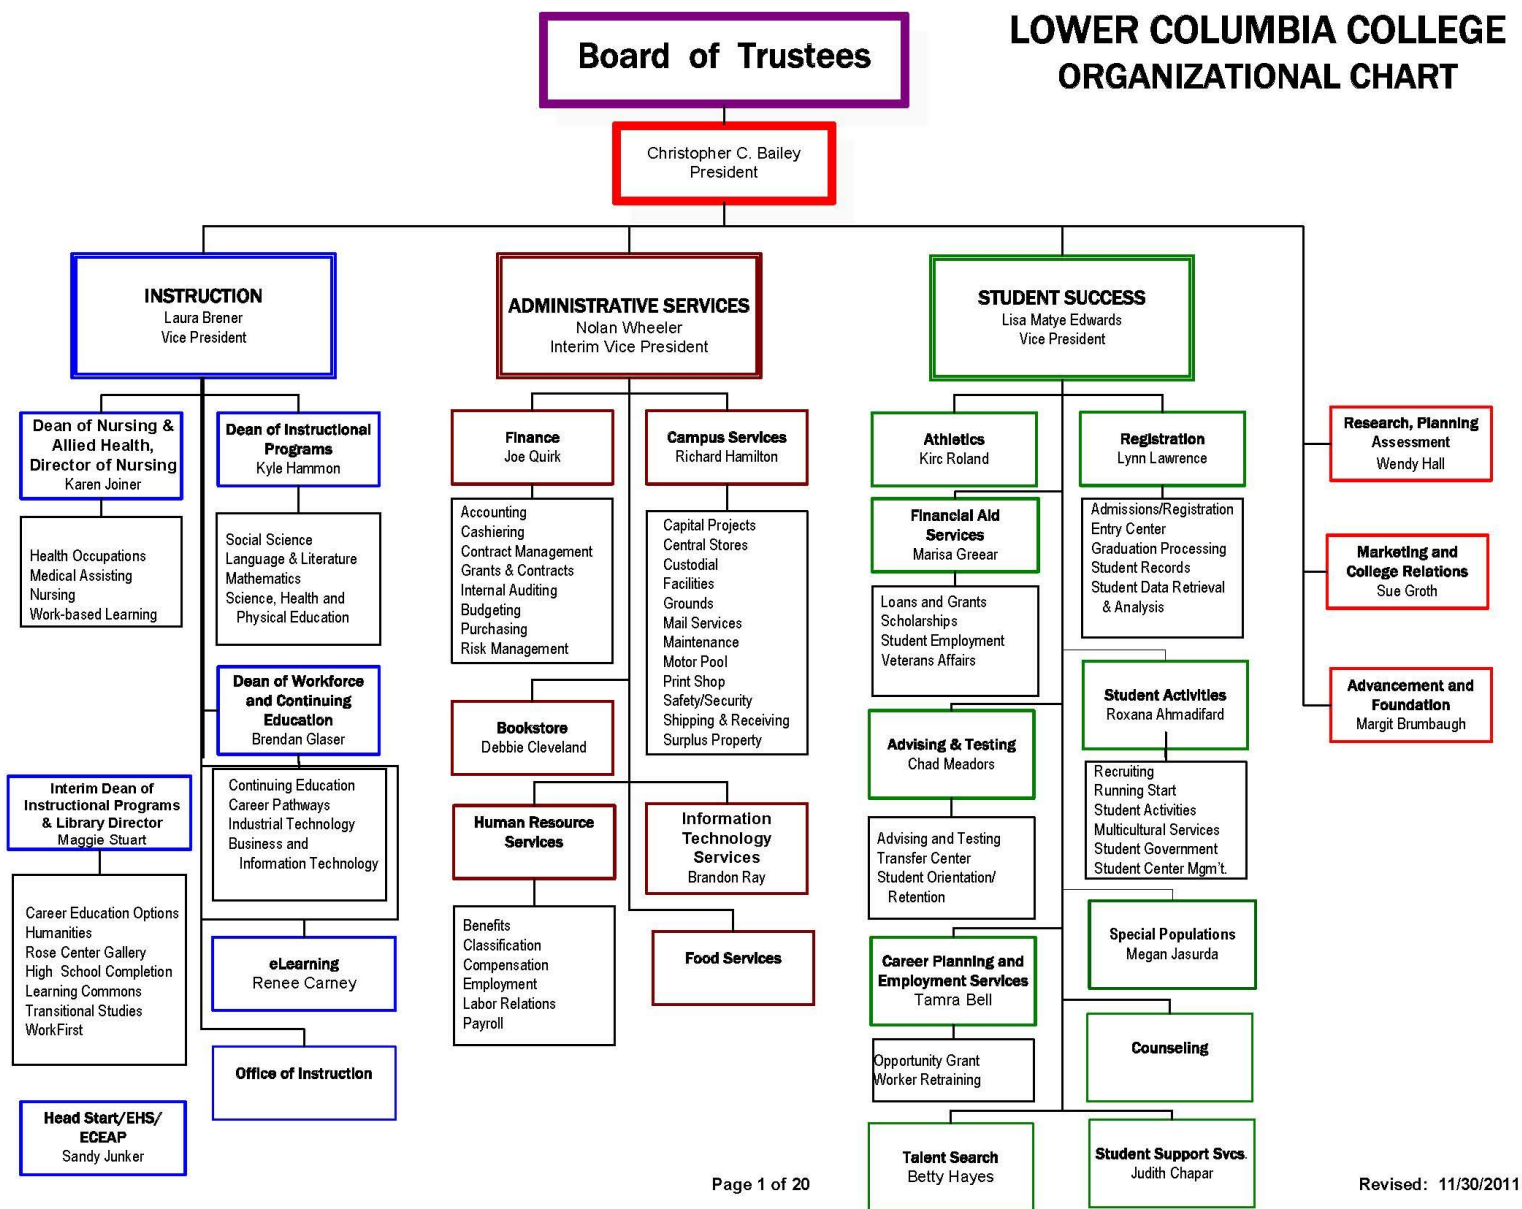 LOWER COLUMBIA COLLEGE
ORGANIZATIONAL CHART
Board of Trustees
Christopher C. Bailey
President
INSTRUCTION
Laura Brener
Vice President
ADMINISTRATIVE SERVICES
Nolan Wheeler
Interim Vice President
STUDENT SUCCESS
Lisa Matye Edwards
Vice President
Dean of Nursing &
Allied Health,
Director of Nursing
Karen Joiner
Health Occupations
Medical Assisting
Nursing
Work-based Learning
Dean of Instructional
Programs
Kyle Hammon
Social Science
Language & Literature
Mathematics
Science, Health and
Physical Education
Dean of Workforce
and Continuing
Education
Brendan Glaser
Continuing Education
Career Pathways
Industrial Technology
Business and
Information Technology
Interim Dean of
Instructional Programs
& Library Director
Maggie Stuart
Career Education Options
Humanities
Rose Center Gallery
High School Completion
Learning Commons
Transitional Studies
WorkFirst
eLearning
Renee Carney
Office of Instruction
Head Start/EHS/
ECEAP
Sandy Junker
Finance
Joe Quirk
Accounting
Cashiering
Contract Management
Grants & Contracts
Internal Auditing
Budgeting
Purchasing
Risk Management
Campus Services
Richard Hamilton
Capital Projects
Central Stores
Custodial
Facilities
Grounds
Mail Services
Maintenance
Motor Pool
Print Shop
Safety/Security
Shipping & Receiving
Surplus Property
Bookstore
Debbie Cleveland
Human Resource
Services
Benefits
Classification
Compensation
Employment
Labor Relations
Payroll
Information
Technology
Services
Brandon Ray
Food Services
Athletics
Kirc Roland
Registration
Lynn Lawrence
Admissions/Registration
Entry Center
Graduation Processing
Student Records
Student Data Retrieval
& Analysis
Financial Aid
Services
Marisa Greear
Loans and Grants
Scholarships
Student Employment
Veterans Affairs
Student Activities
Roxana Ahmadifard
Recruiting
Running Start
Student Activities
Multicultural Services
Student Government
Student Center Mgm't.
Advising & Testing
Chad Meadors
Advising and Testing
Transfer Center
Student Orientation/
Retention
Special Populations
Megan Jasurda
Career Planning and
Employment Services
Tamra Bell
Opportunity Grant
Worker Retraining
Counseling
Talent Search
Betty Hayes
Student Support Svcs.
Judith Chapar
Research, Planning
Assessment
Wendy Hall
Marketing and
College Relations
Sue Groth
Advancement and
Foundation
Margit Brumbaugh
Page 1 of 20
Revised: 11/30/2011